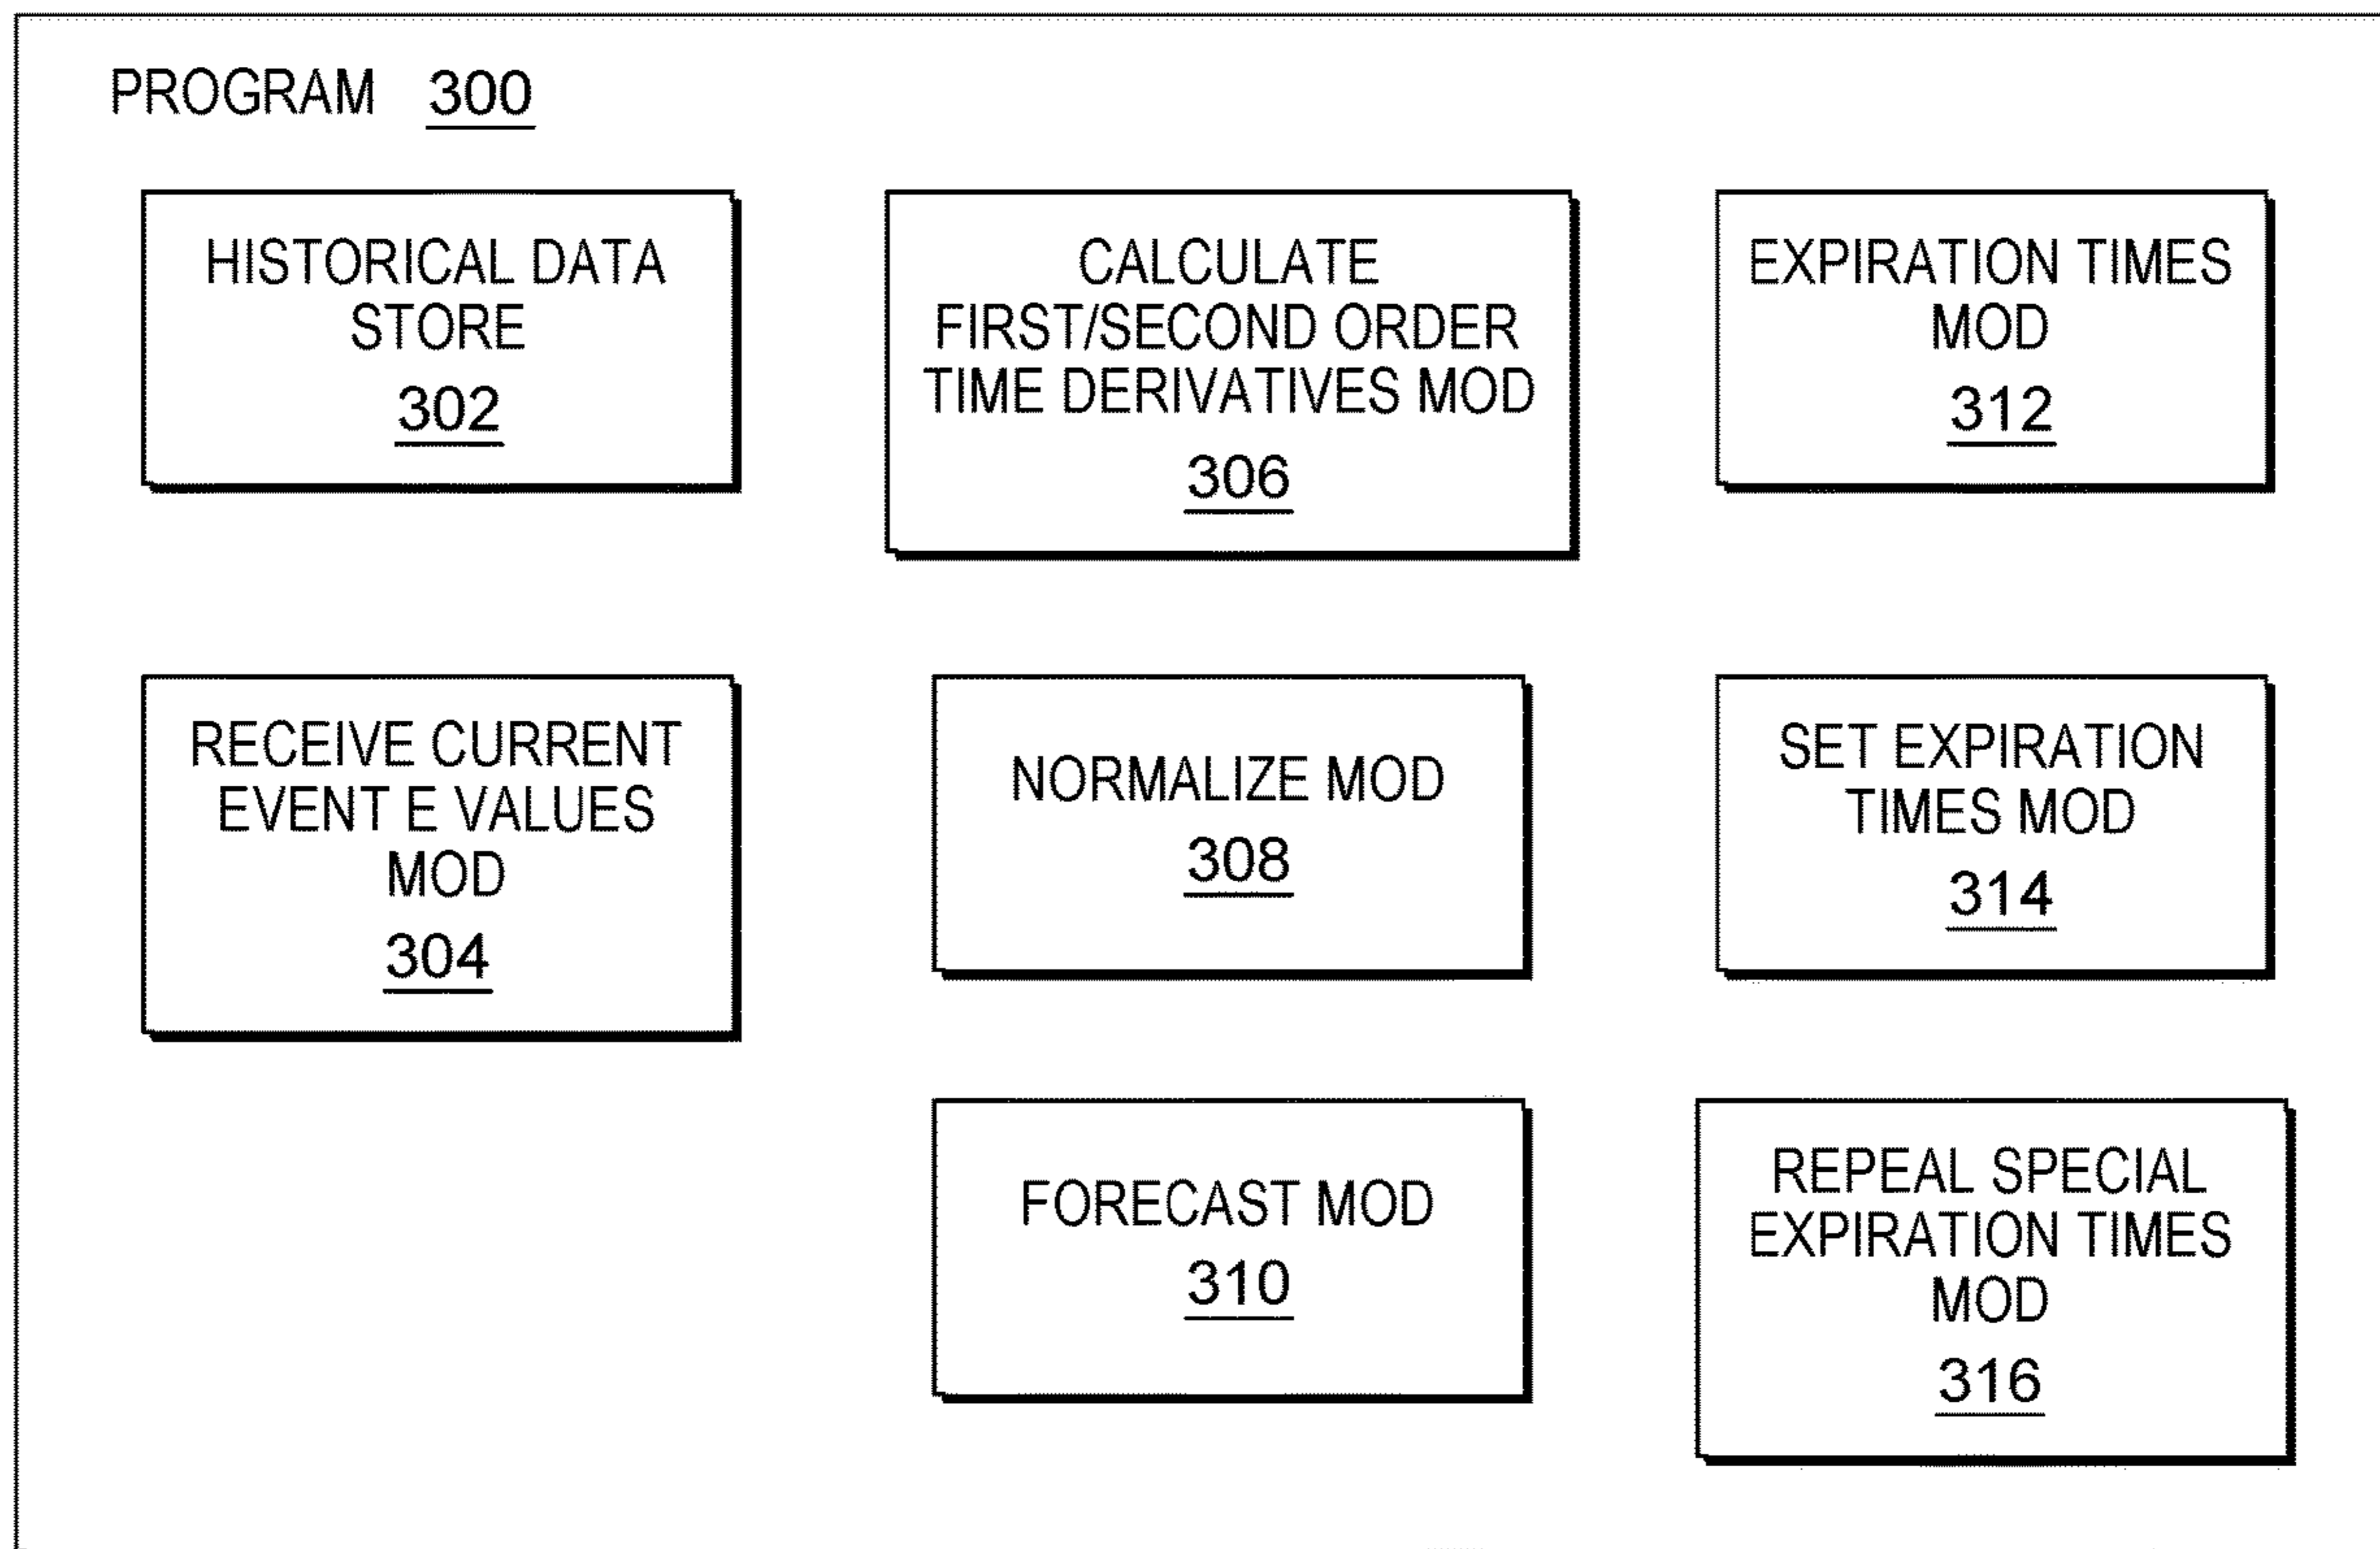 PROGRAM 300
HISTORICAL DATA
STORE
302
CALCULATE
FIRST/SECOND ORDER
TIME DERIVATIVES MOD
306
EXPIRATION TIMES
MOD
312
RECEIVE CURRENT
EVENT E VALUES
MOD
304
NORMALIZE MOD
308
SET EXPIRATION
TIMES MOD
314
FORECAST MOD
310
REPEAL SPECIAL
EXPIRATION TIMES
MOD
316